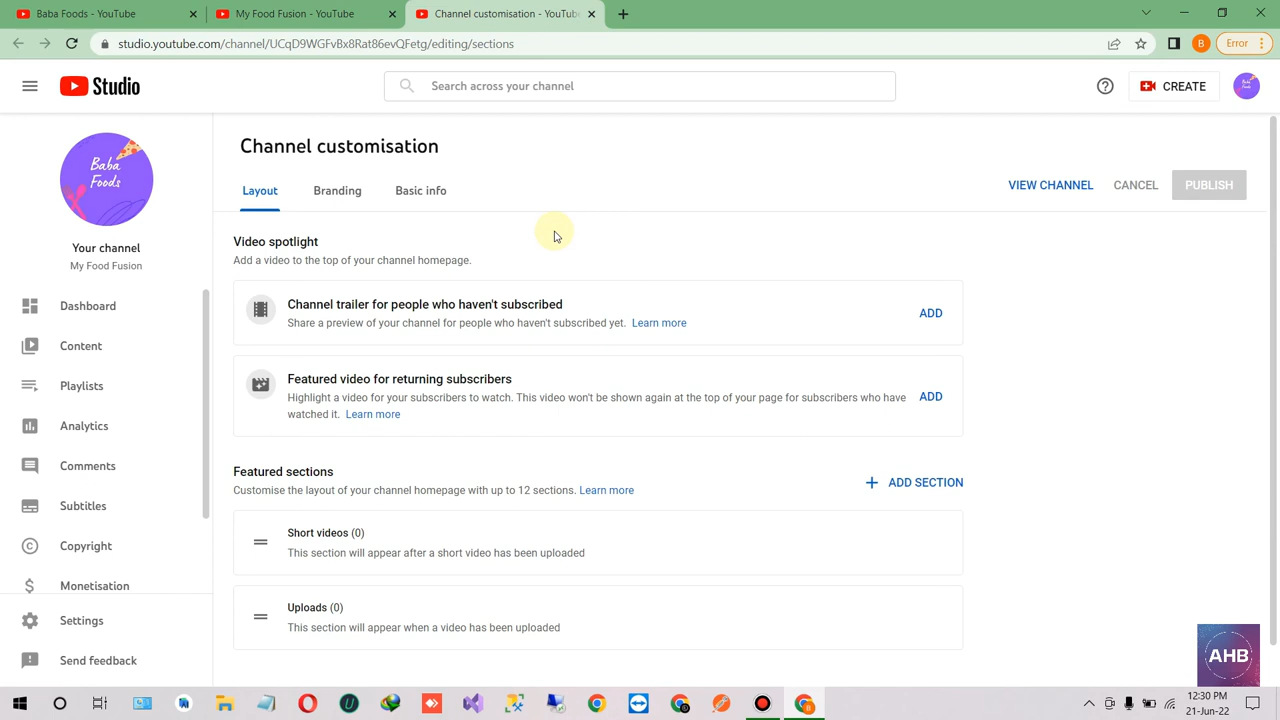 Baba Foods - YouTube
My Food Fusion - YouTube
Channel customisation - YouTube
studio.youtube.com/channel/UCqD9WGFvBx8Rat86evQFetg/editing/sections
B
Error
Studio
Search across your channel
CREATE
Baba
Foods
Baba
Foods
Your channel
My Food Fusion
Dashboard
Content
Playlists
Analytics
Comments
Subtitles
Copyright
Monetisation
Settings
Send feedback
Channel customisation
Layout
Branding
Basic info
VIEW CHANNEL
CANCEL
PUBLISH
Video spotlight
Add a video to the top of your channel homepage.
Channel trailer for people who haven't subscribed
Share a preview of your channel for people who haven't subscribed yet. Learn more
ADD
Featured video for returning subscribers
Highlight a video for your subscribers to watch. This video won't be shown again at the top of your page for subscribers who have
watched it. Learn more
ADD
Featured sections
Customise the layout of your channel homepage with up to 12 sections. Learn more
ADD SECTION
Short videos (0)
This section will appear after a short video has been uploaded
Uploads (0)
This section will appear when a video has been uploaded
AHB
12:30 PM
21-Jun-22